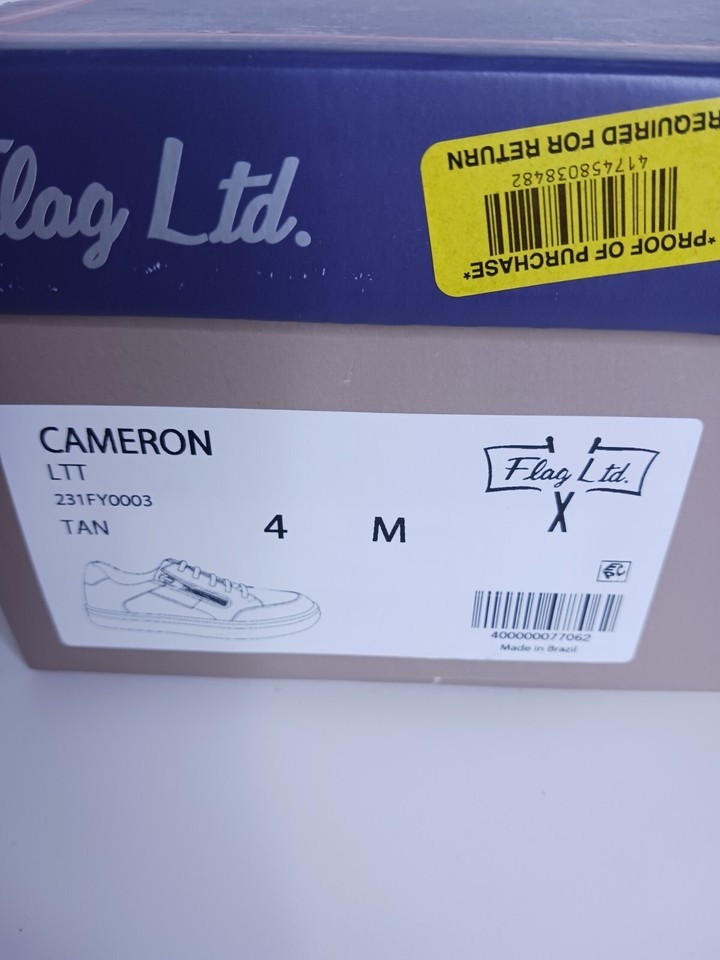 Flag Ltd.
*PROOF OF PURCHASE*
417458038482
REQUIRED FOR RETURN
CAMERON
LTT
231FY0003
TAN
4 M
Flag Ltd.
X
400000077062
Made in Brazil